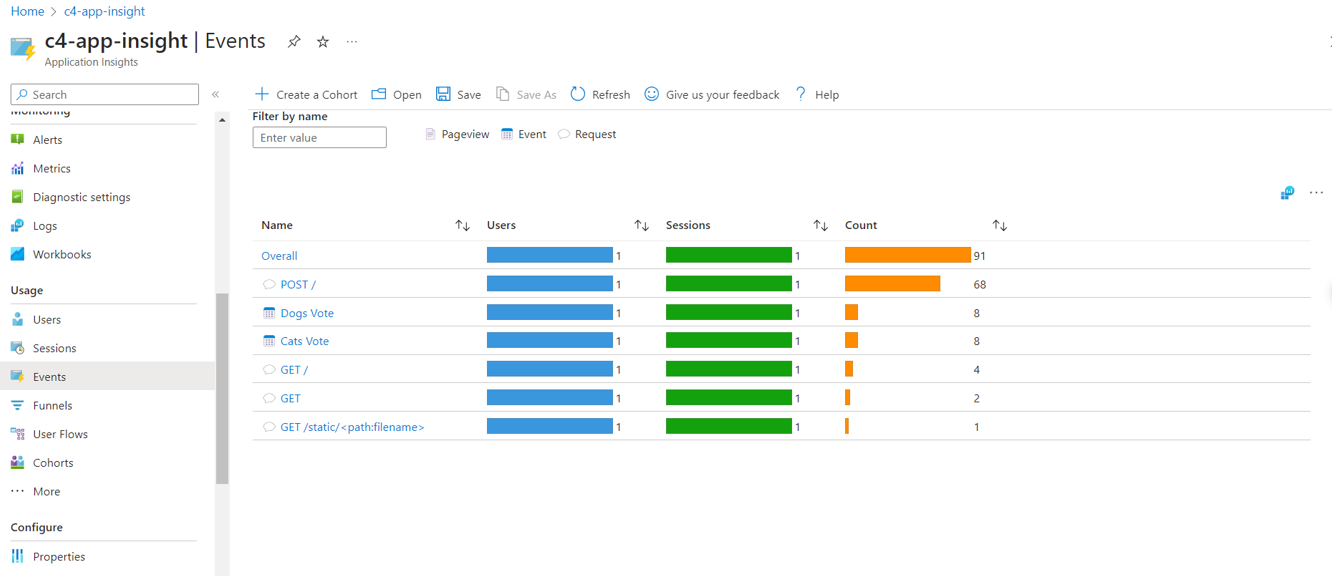 Home > c4-app-insight
c4-app-insight | Events
Application Insights
Search
Create a Cohort Open Save Save As Refresh Give us your feedback Help
Monitoring
Alerts
Metrics
Diagnostic settings
Logs
Workbooks
Usage
Users
Sessions
Events
Funnels
User Flows
Cohorts
More
Configure
Properties
Filter by name
Enter value
Pageview Event Request
Name Users Sessions Count
Overall 1 1 91
POST / 1 1 68
Dogs Vote 1 1 8
Cats Vote 1 1 8
GET / 1 1 4
GET 1 1 2
GET /static/<path:filename> 1 1 1